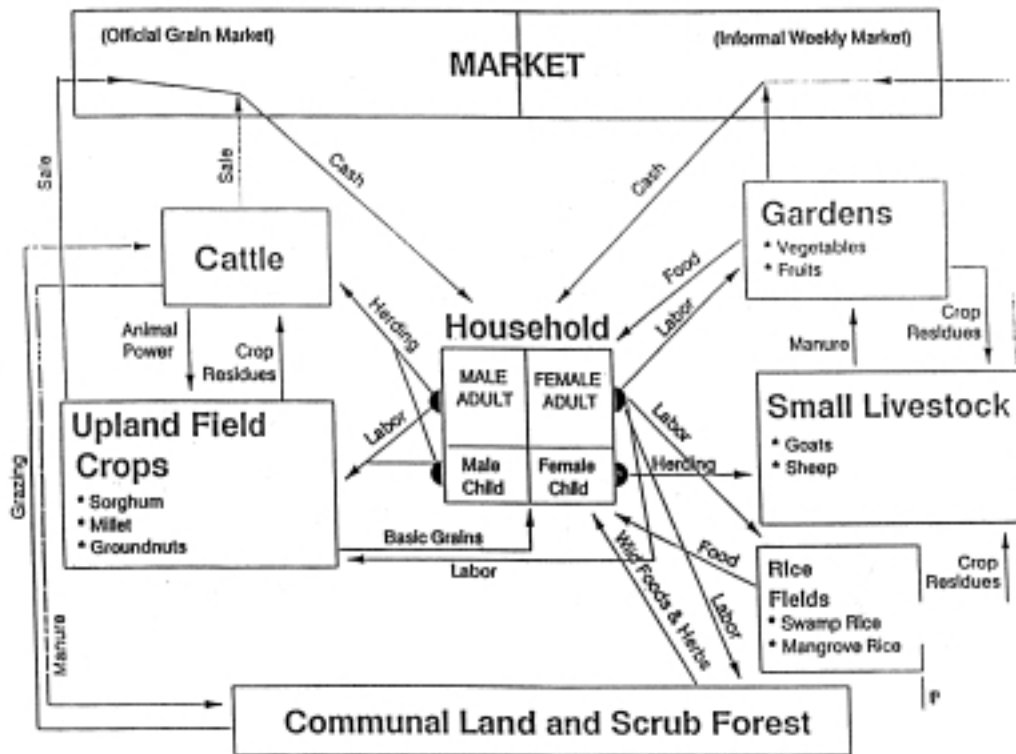 (Official Grain Market)
(Informal Weekly Market)
MARKET
Sale
Sale
Cash
Cash
Cattle
Gardens
* Vegetables
* Fruits
Food
Labor
Herding
Household
Animal
Power
Crop
Residues
Manure
Crop
Residues
MALE
ADULT
FEMALE
ADULT
Male
Child
Female
Child
Labor
Labor
Herding
Upland Field
Crops
* Sorghum
* Millet
* Groundnuts
Small Livestock
* Goats
* Sheep
Grazing
Basic Grains
Labor
Food
Wild Foods & Herbs
Labor
Rice
Fields
* Swamp Rice
* Mangrove Rice
Crop
Residues
Manure
Communal Land and Scrub Forest